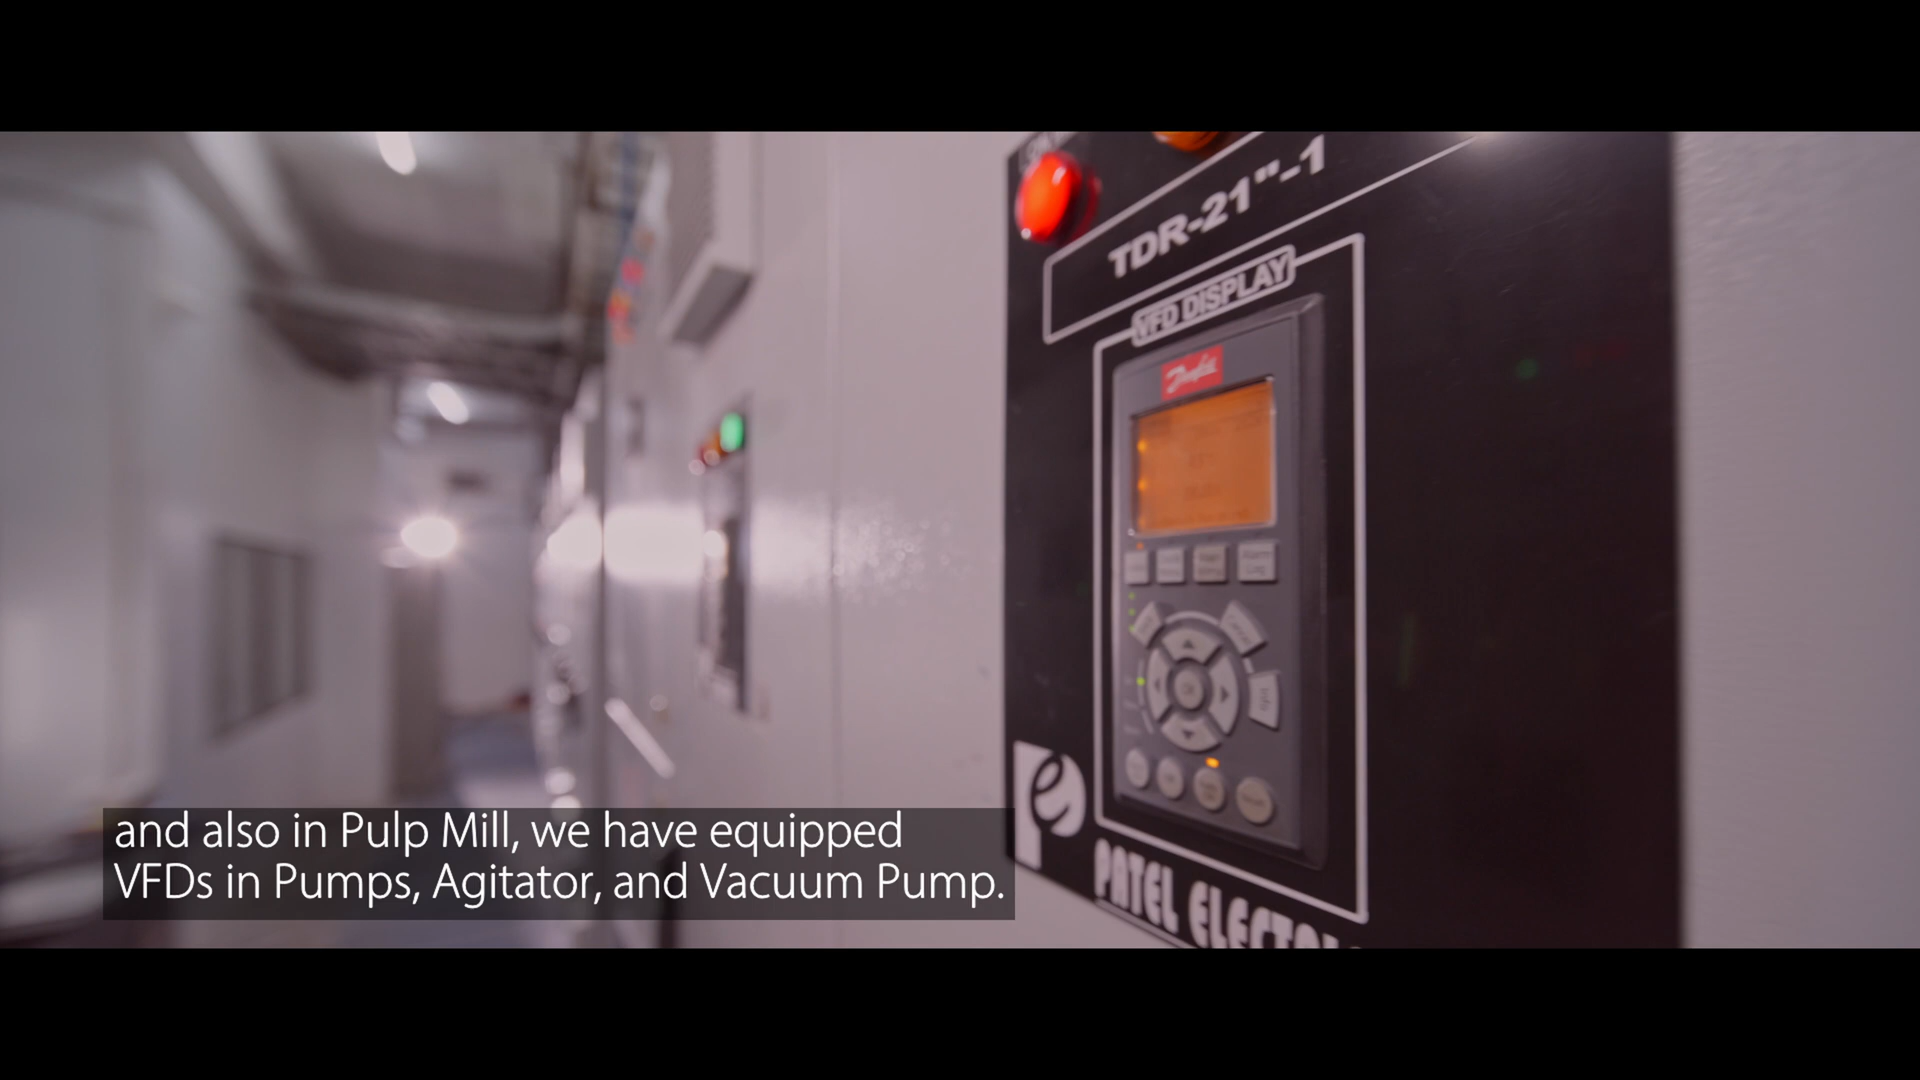 TDR-21"-1
VFD DISPLAY
Danfoss
PATEL ELECTRIC
and also in Pulp Mill, we have equipped
VFDs in Pumps, Agitator, and Vacuum Pump.